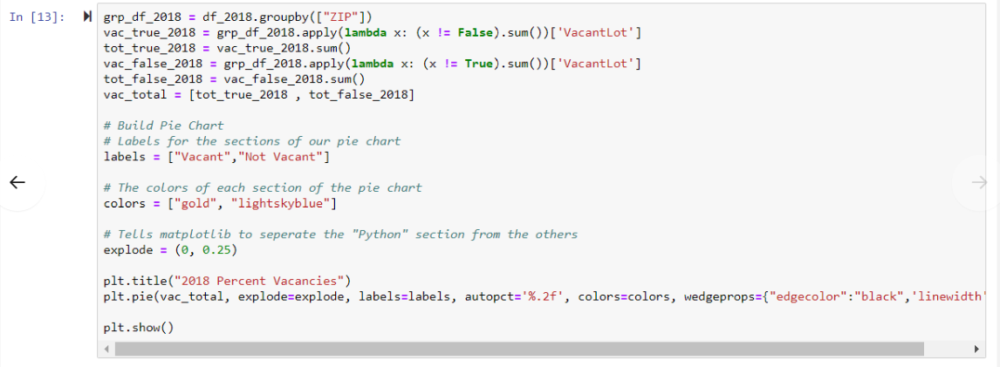 In [13]:
grp_df_2018 = df_2018.groupby(["ZIP"])
vac_true_2018 = grp_df_2018.apply(lambda x: (x != False).sum())['VacantLot']
tot_true_2018 = vac_true_2018.sum()
vac_false_2018 = grp_df_2018.apply(lambda x: (x != True).sum())['VacantLot']
tot_false_2018 = vac_false_2018.sum()
vac_total = [tot_true_2018 , tot_false_2018]
# Build Pie Chart
# Labels for the sections of our pie chart
labels = ["Vacant","Not Vacant"]
# The colors of each section of the pie chart
colors = ["gold", "lightskyblue"]
# Tells matplotlib to seperate the "Python" section from the others
explode = (0, 0.25)
plt.title("2018 Percent Vacancies")
plt.pie(vac_total, explode=explode, labels=labels, autopct='%.2f', colors=colors, wedgeprops={"edgecolor":"black",'linewidth'
plt.show()